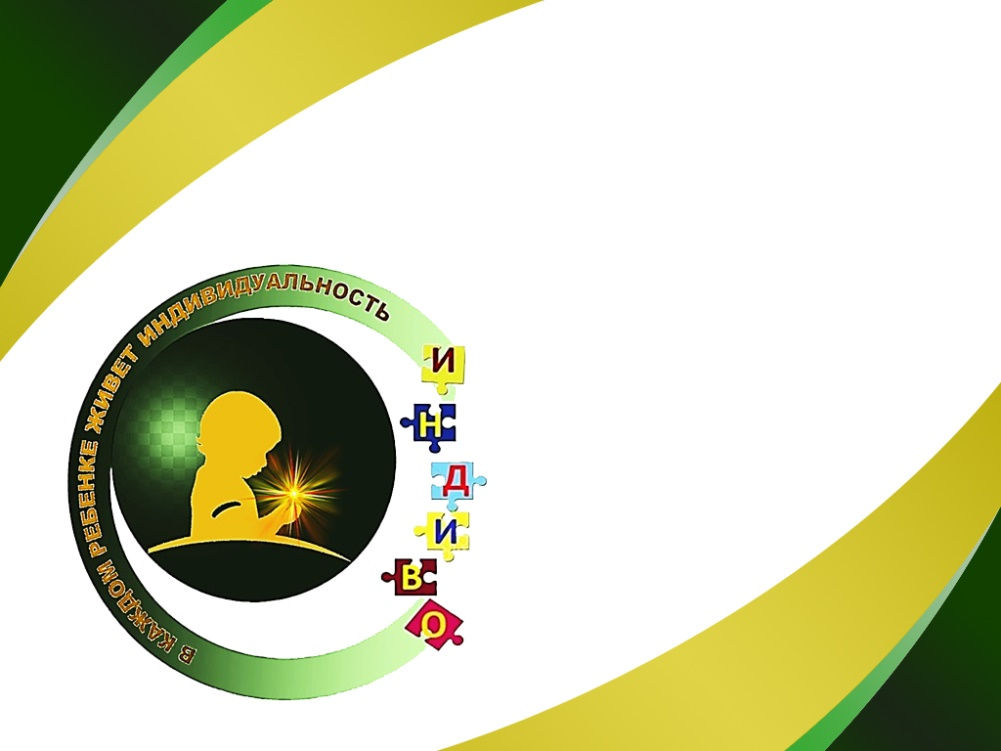 В КАЖДОМ РЕБЕНКЕ ЖИВЕТ ИНДИВИДУАЛЬНОСТЬ
И
Н
Д
И
В
О